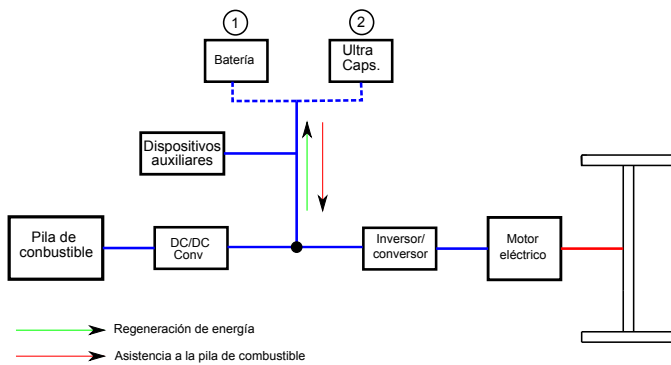 1
2
Batería
Ultra
Caps.
Dispositivos
auxiliares
Pila de
combustible
DC/DC
Conv
Inversor/
conversor
Motor
eléctrico
Regeneración de energía
Asistencia a la pila de combustible